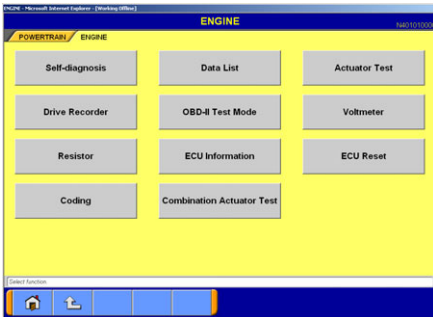 ENGINE - Microsoft Internet Explorer - [Working Offline]
ENGINE
N401010000
POWERTRAIN ENGINE
Self-diagnosis Data List Actuator Test
Drive Recorder OBD-II Test Mode Voltmeter
Resistor ECU Information ECU Reset
Coding Combination Actuator Test
Select function.